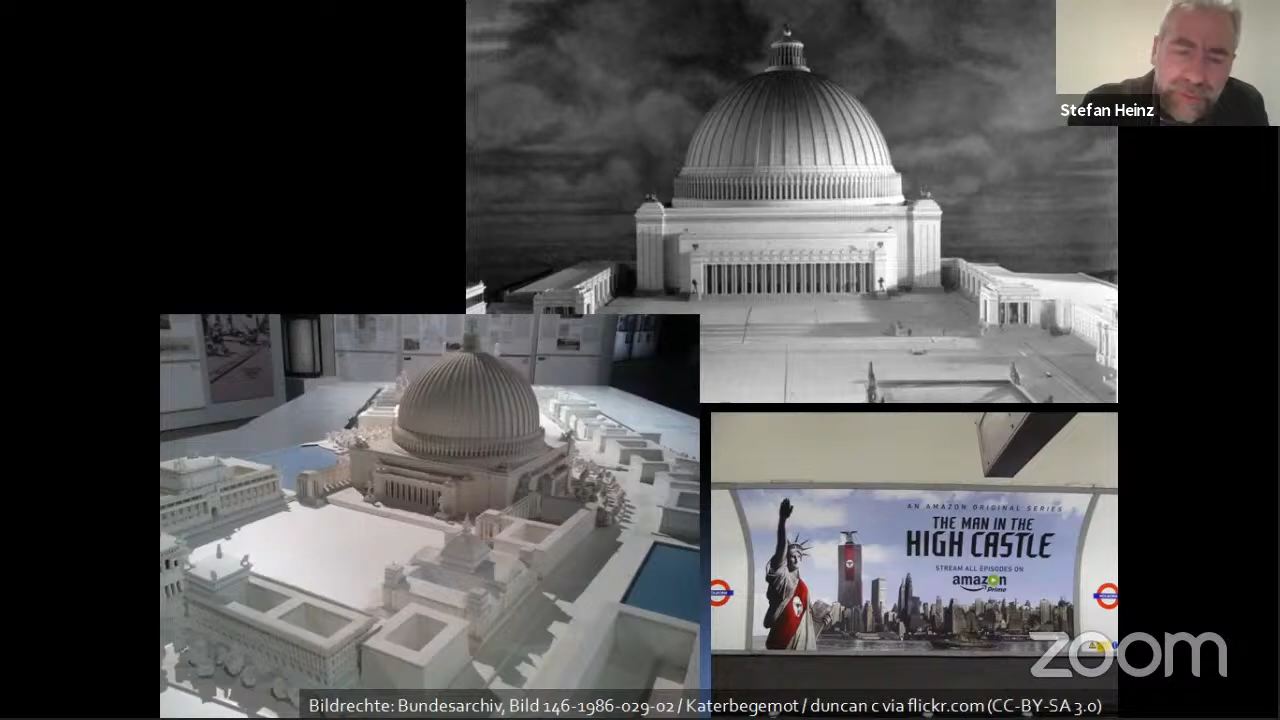 Stefan Heinz
AN AMAZON ORIGINAL SERIES
THE MAN IN THE
HIGH CASTLE
STREAM ALL EPISODES ON
amazon
Prime
zoom
Bildrechte: Bundesarchiv, Bild 146-1986-029-02 / Katerbegemot / duncan c via flickr.com (CC-BY-SA 3.0)